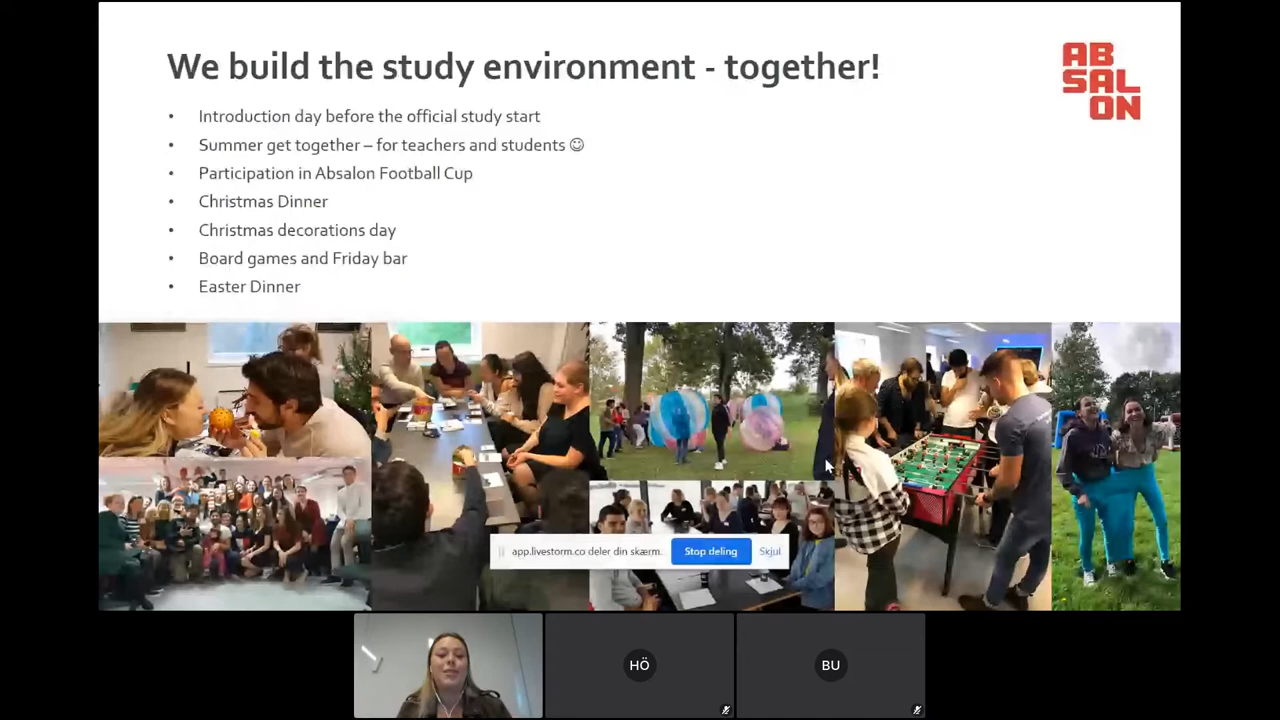 We build the study environment - together!
AB
SAL
ON
• Introduction day before the official study start
• Summer get together – for teachers and students ☺
• Participation in Absalon Football Cup
• Christmas Dinner
• Christmas decorations day
• Board games and Friday bar
• Easter Dinner
app.livestorm.co deler din skærm. Stop deling Skjul
HÖ
BU